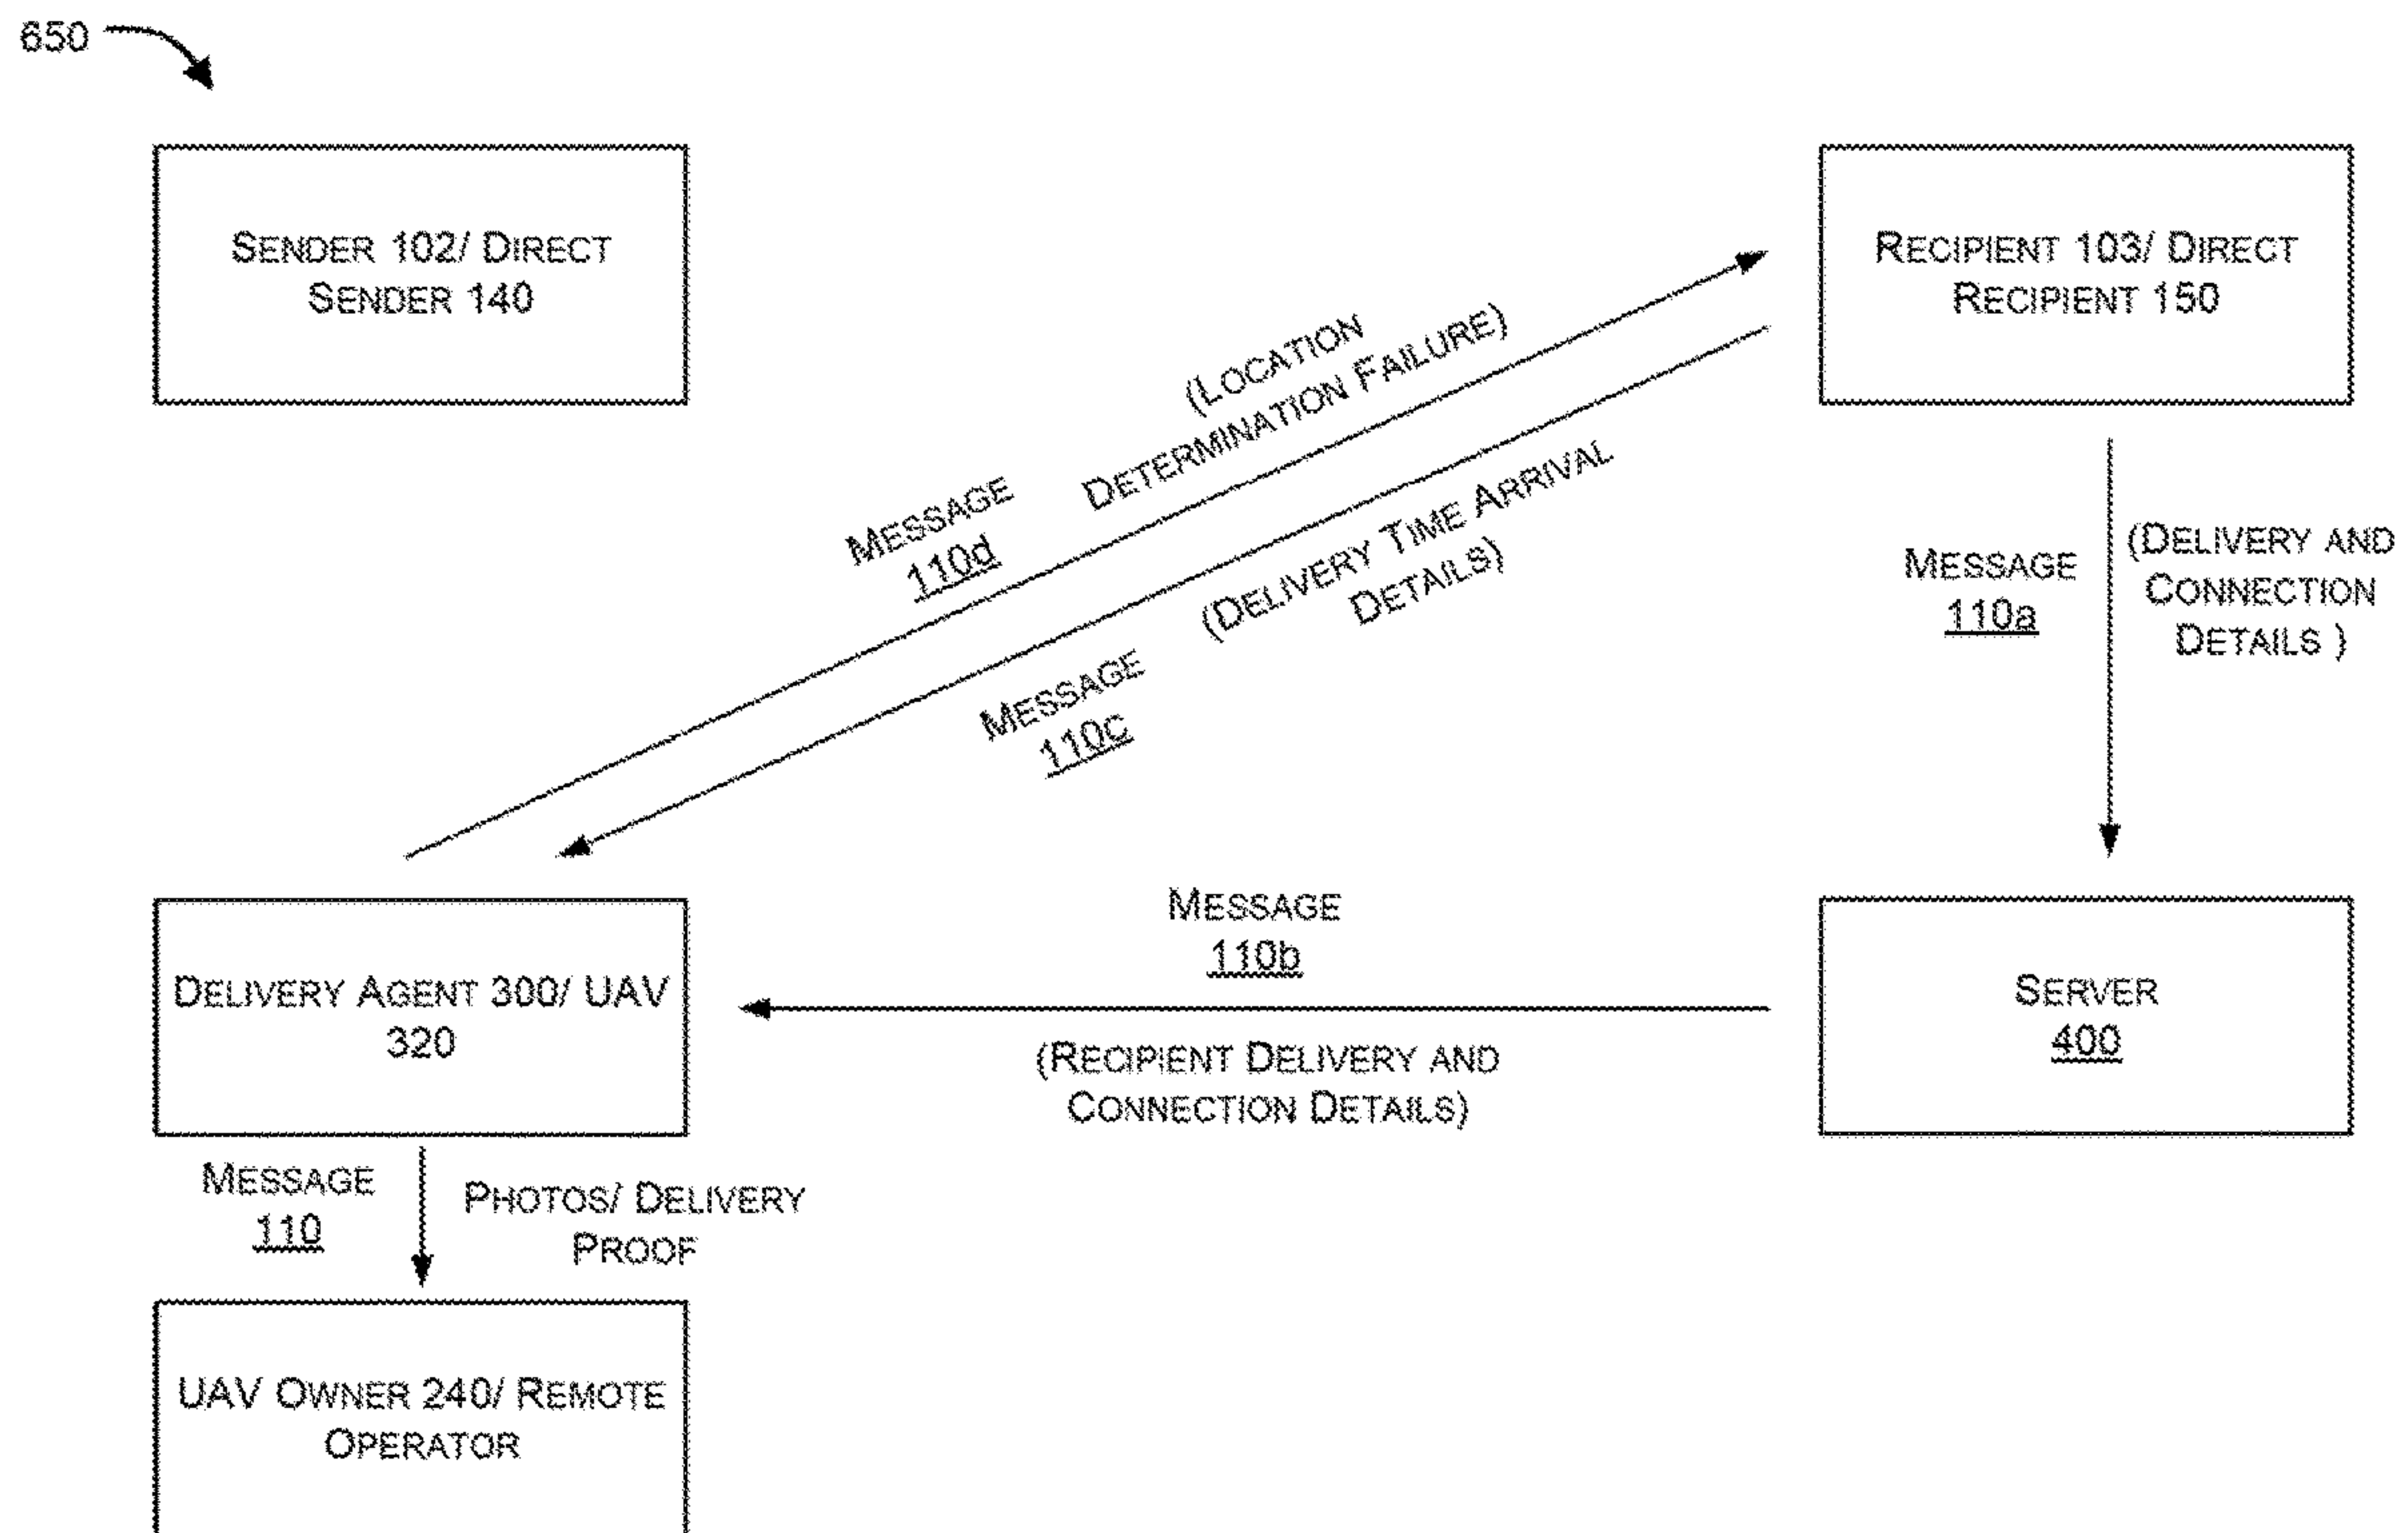 650
SENDER 102/ DIRECT
SENDER 140
RECIPIENT 103/ DIRECT
RECIPIENT 150
(LOCATION
DETERMINATION FAILURE)
MESSAGE
110d
(DELIVERY TIME ARRIVAL
DETAILS)
MESSAGE
110c
MESSAGE
110a
(DELIVERY AND
CONNECTION
DETAILS )
MESSAGE
110b
(RECIPIENT DELIVERY AND
CONNECTION DETAILS)
DELIVERY AGENT 300/ UAV
320
SERVER
400
MESSAGE
110
PHOTOS/ DELIVERY
PROOF
UAV OWNER 240/ REMOTE
OPERATOR